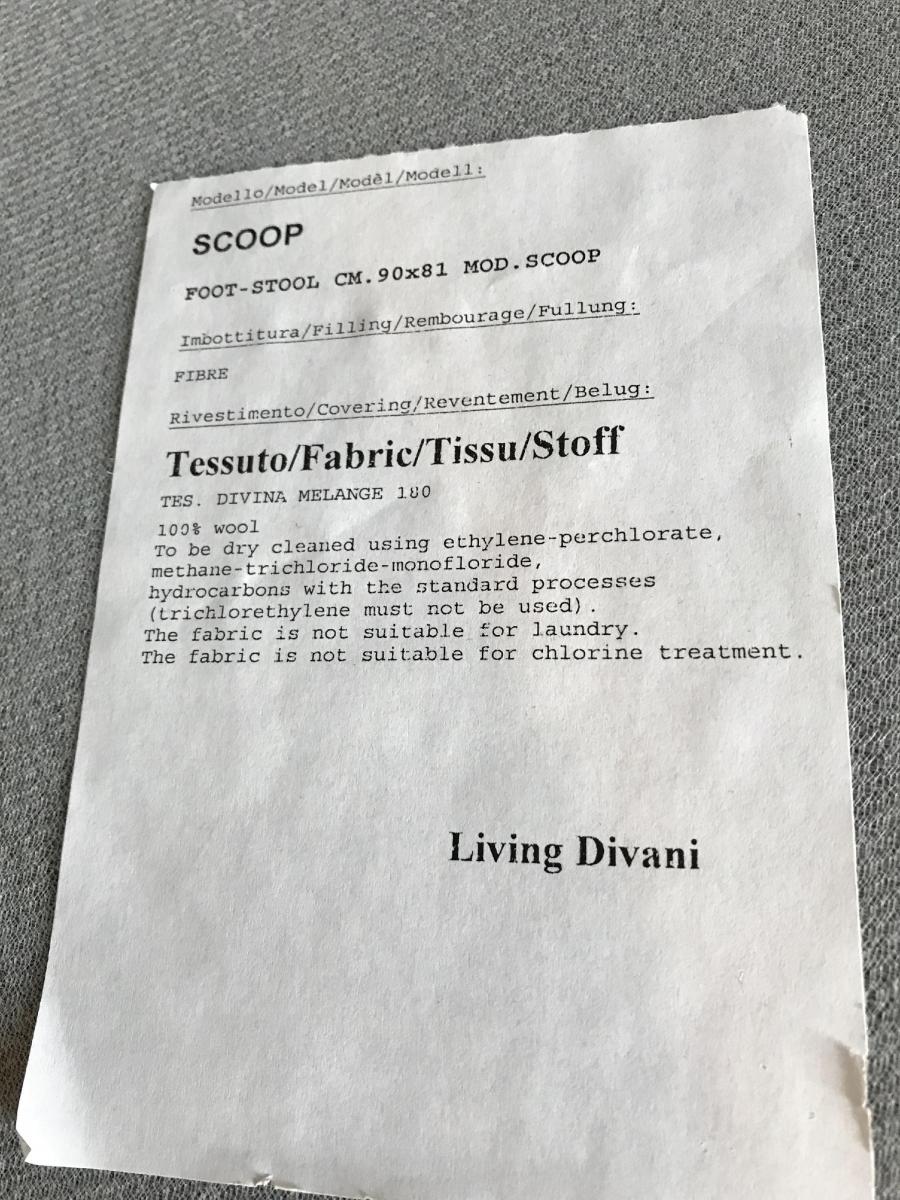 Modello/Model/Modèl/Modell:
SCOOP
FOOT-STOOL CM.90x81 MOD.SCOOP
Imbottitura/Filling/Rembourage/Fullung:
FIBRE
Rivestimento/Covering/Reventement/Belug:
Tessuto/Fabric/Tissu/Stoff
TES. DIVINA MELANGE 180
100% wool
To be dry cleaned using ethylene-perchlorate,
methane-trichloride-monofloride,
hydrocarbons with the standard processes
(trichlorethylene must not be used).
The fabric is not suitable for laundry.
The fabric is not suitable for chlorine treatment.
Living Divani